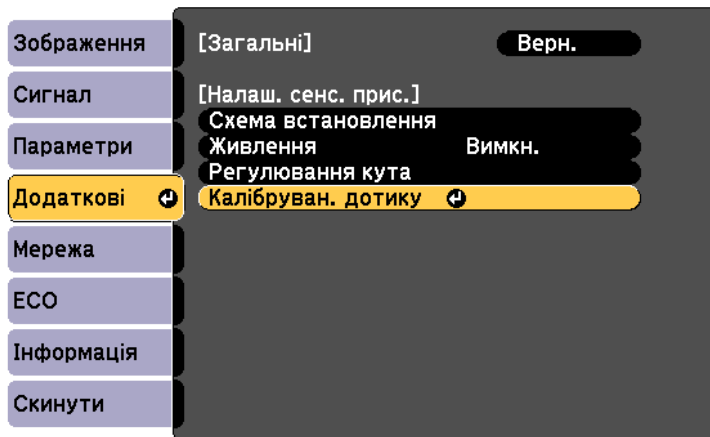 Зображення
Сигнал
Параметри
Додаткові
Мережа
ECO
Інформація
Скинути
[Загальні] Верн.
[Налаш. сенс. прис.]
Схема встановлення
Живлення Вимкн.
Регулювання кута
Калібруван. дотику